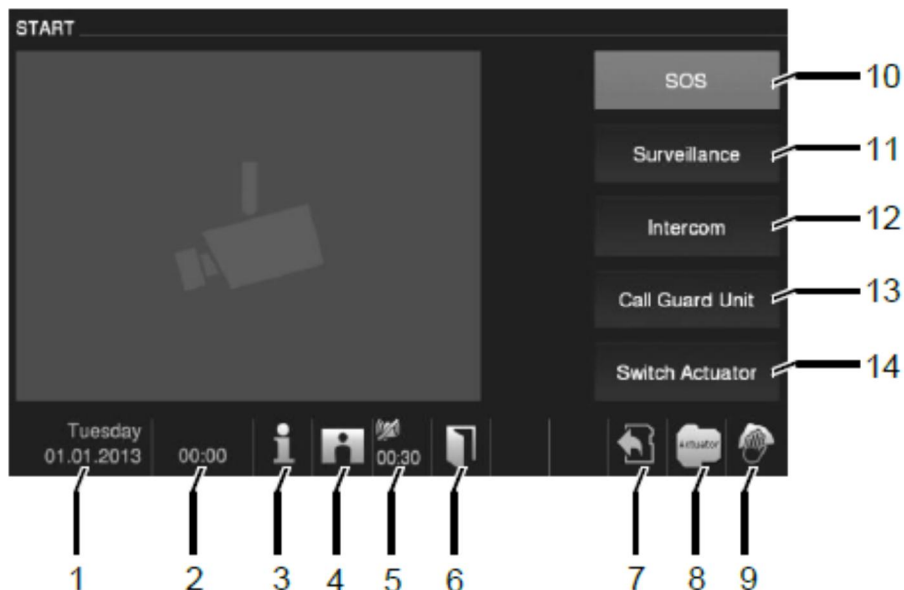 START
SOS
10
Surveillance
11
Intercom
12
Call Guard Unit
13
Switch Actuator
14
Tuesday
01.01.2013
00:00
00:30
Actuator
1 2 3 4 5 6 7 8 9